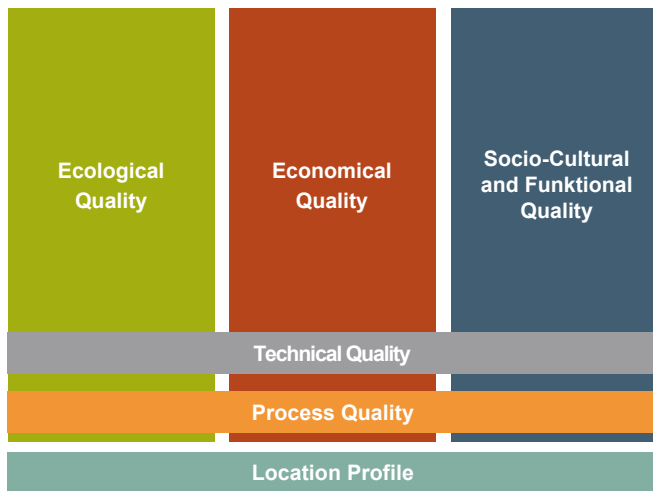 Ecological
Quality
Economical
Quality
Socio-Cultural
and Funktional
Quality
Technical Quality
Process Quality
Location Profile